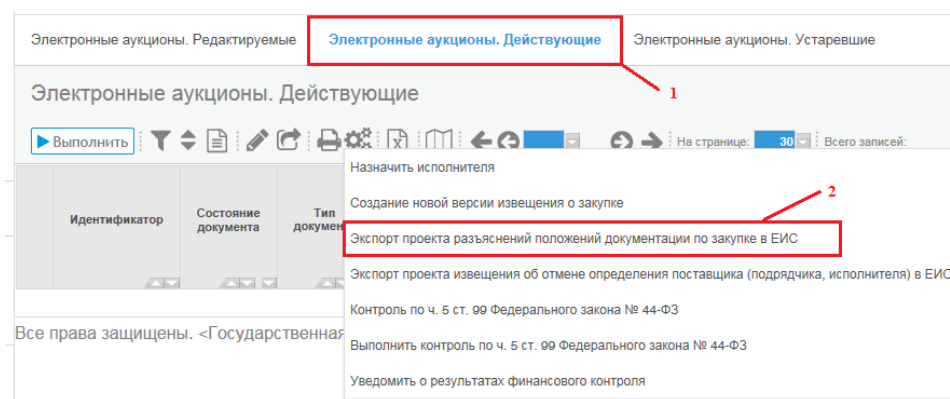 Электронные аукционы. Редактируемые Электронные аукционы. Действующие Электронные аукционы. Устаревшие
1
Электронные аукционы. Действующие
Выполнить На странице: 30 Всего записей:
Назначить исполнителя
Создание новой версии извещения о закупке
2
Идентификатор Состояние документа Тип докумен
Экспорт проекта разъяснений положений документации по закупке в ЕИС
Экспорт проекта извещения об отмене определения поставщика (подрядчика, исполнителя) в ЕИС
Контроль по ч. 5 ст. 99 Федерального закона № 44-ФЗ
Все права защищены. <Государственная
Выполнить контроль по ч. 5 ст. 99 Федерального закона № 44-ФЗ
Уведомить о результатах финансового контроля